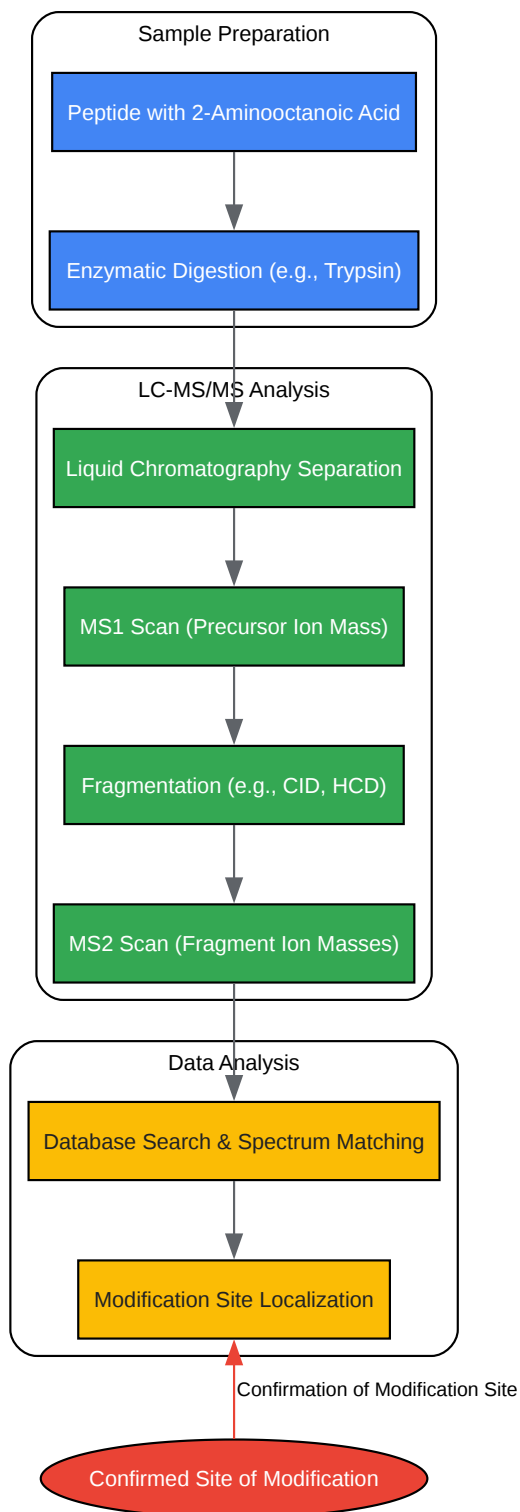 Sample Preparation
Peptide with 2-Aminooctanoic Acid
Enzymatic Digestion (e.g., Trypsin)
LC-MS/MS Analysis
Liquid Chromatography Separation
MS1 Scan (Precursor Ion Mass)
Fragmentation (e.g., CID, HCD)
MS2 Scan (Fragment Ion Masses)
Data Analysis
Database Search & Spectrum Matching
Modification Site Localization
Confirmation of Modification Site
Confirmed Site of Modification